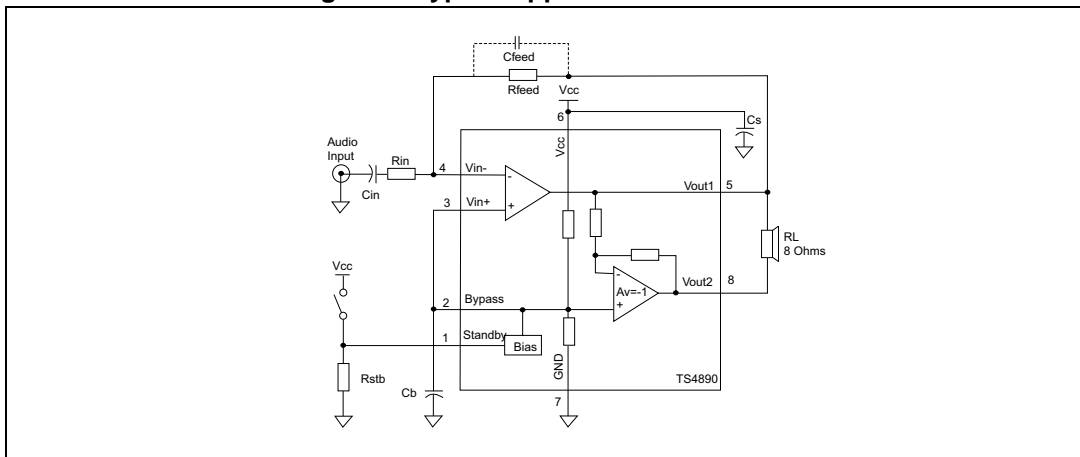 Cfeed
Rfeed
Vcc
6
Cs
Vcc
Audio
Input
Rin
4
Vin-
-
Vout1
5
Cin
3
Vin+
+
RL
8 Ohms
Vcc
-
Vout2
8
Av=-1
2
Bypass
+
1
Standby
Bias
Rstb
GND
Cb
TS4890
7